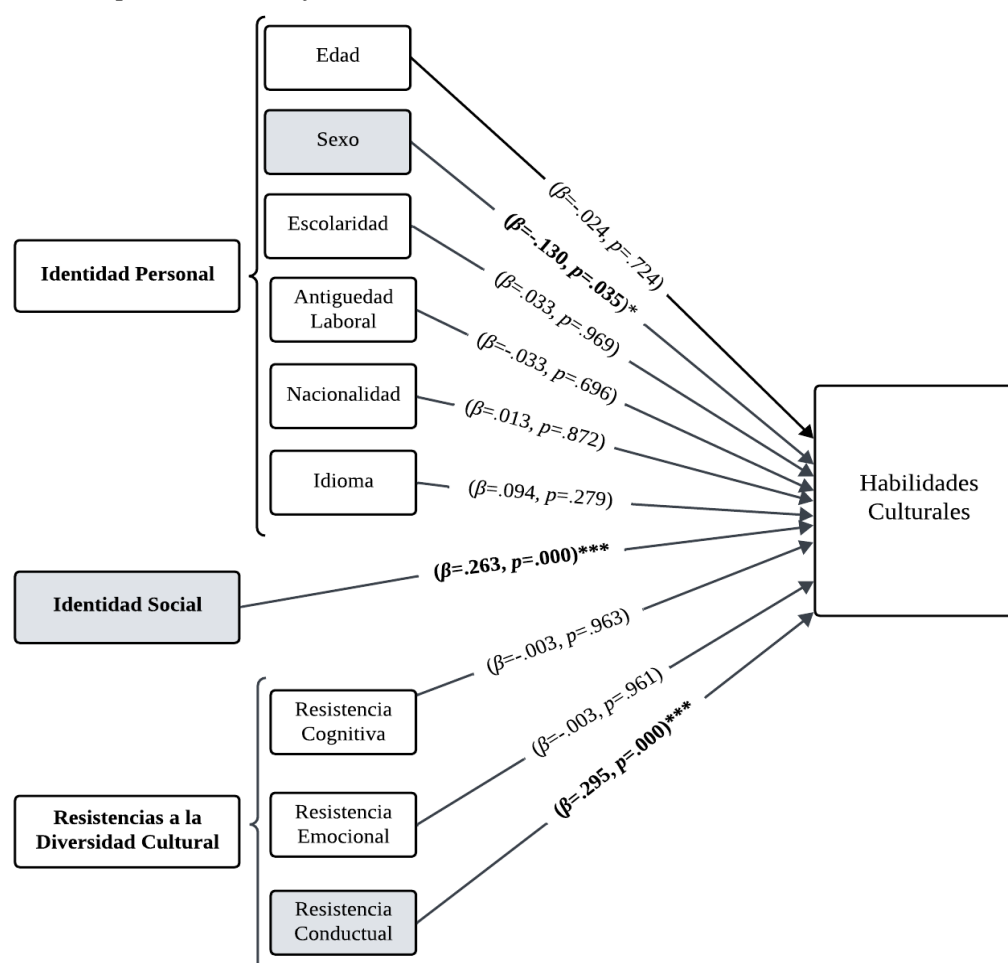 Edad
Sexo
Escolaridad
Antiguedad
Laboral
Nacionalidad
Idioma
Identidad Personal
(β=-.024, p=.724)
(β=-.130, p=.035)*
(β=.033, p=.969)
(β=-.033, p=.696)
(β=.013, p=.872)
(β=.094, p=.279)
Habilidades
Culturales
Identidad Social
(β=.263, p=.000)***
Resistencias a la
Diversidad Cultural
Resistencia
Cognitiva
(β=-.003, p=.963)
Resistencia
Emocional
(β=-.003, p=.961)
Resistencia
Conductual
(β=.295, p=.000)***